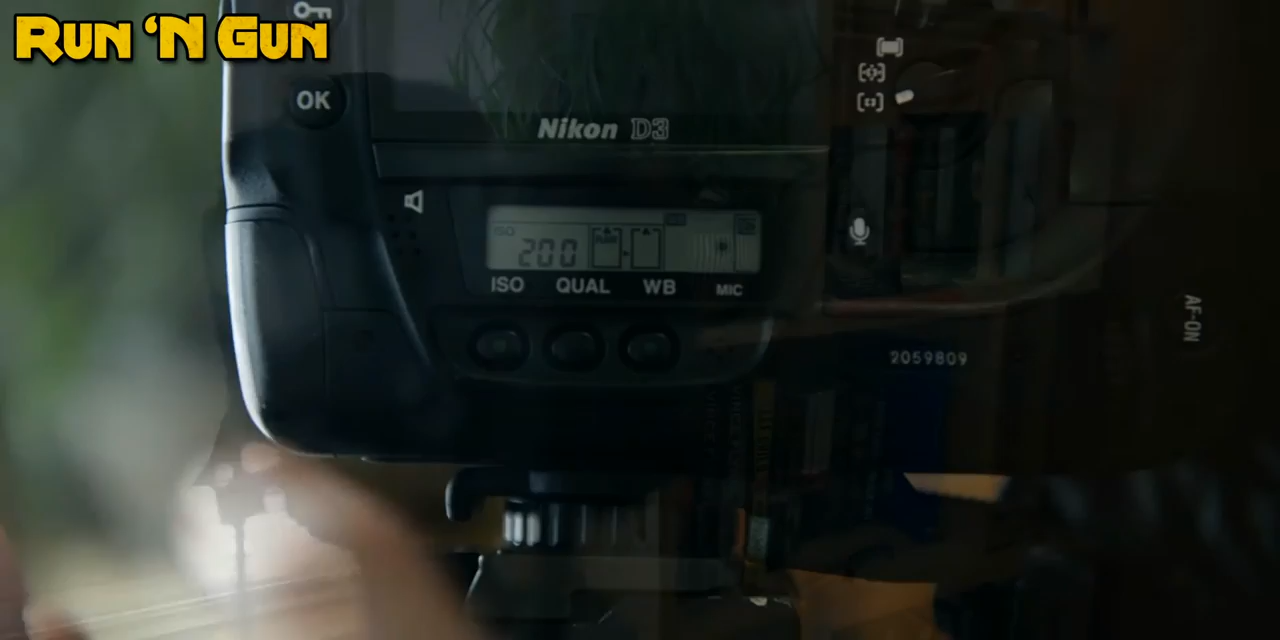 RUN 'N GUN
OK
Nikon D3
ISO
200
ISO QUAL WB MIC
2059809
AF-ON